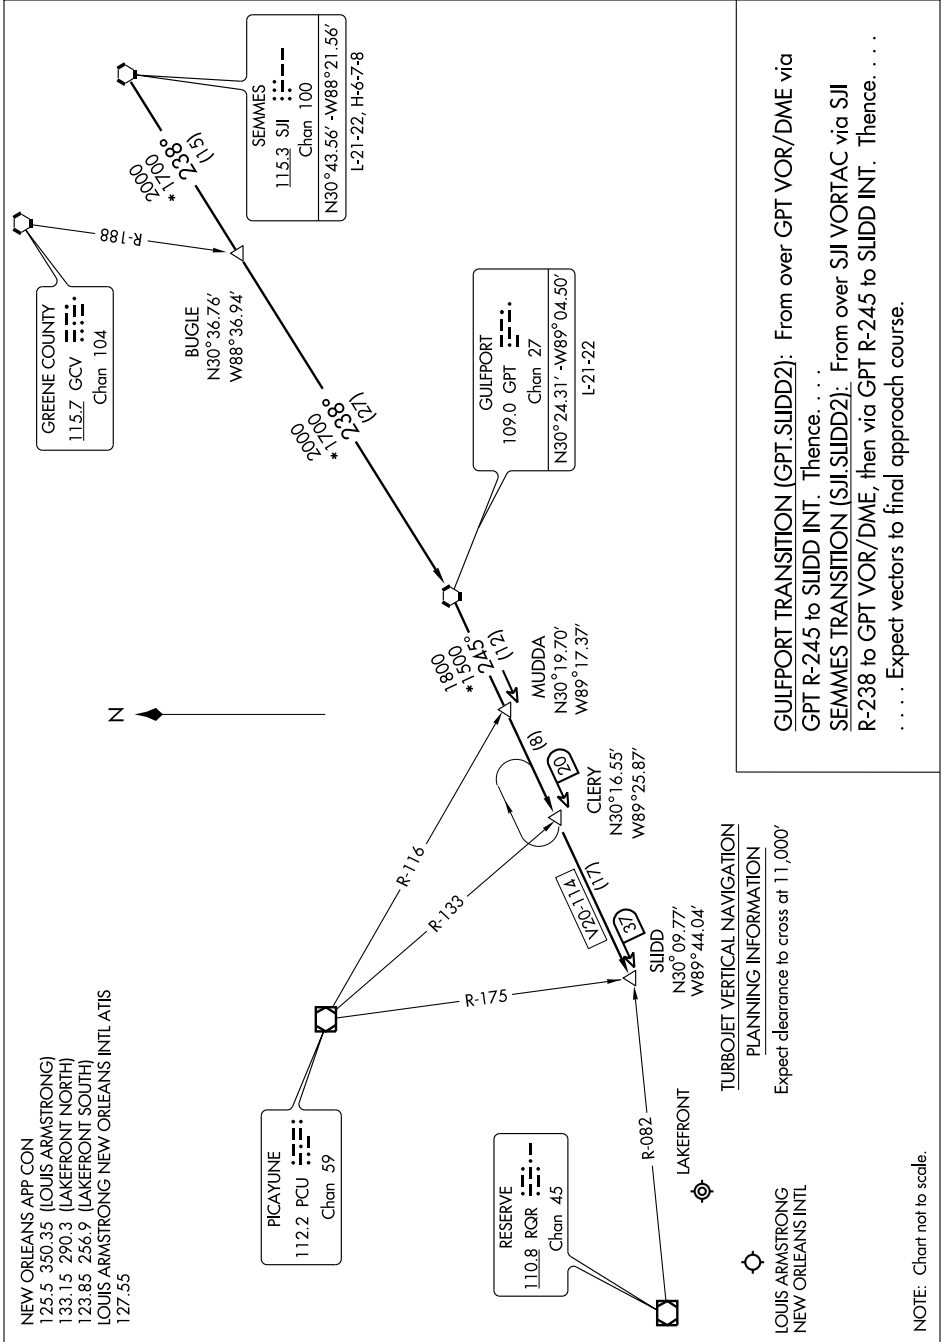 NEW ORLEANS APP CON
125.5 350.35 (LOUIS ARMSTRONG)
133.15 290.3 (LAKEFRONT NORTH)
123.85 256.9 (LAKEFRONT SOUTH)
LOUIS ARMSTRONG NEW ORLEANS INTL ATIS
127.55
GREENE COUNTY
115.7 GCV
Chan 104
R-188
SEMMES
115.3 SJI
Chan 100
N30°43.56′ -W88°21.56′
L-21-22, H-6-7-8
2000
*1700
238°
(15)
BUGLE
N30°36.76′
W88°36.94′
2000
*1700
238°
(27)
GULFPORT
109.0 GPT
Chan 27
N30°24.31′ -W89°04.50′
L-21-22
N
1800
*1500
245°
(12)
MUDDA
N30°19.70′
W89°17.37′
(8)
20
CLERY
N30°16.55′
W89°25.87′
V20-114
(17)
37
SLIDD
N30°09.77′
W89°44.04′
R-116
R-133
R-175
PICAYUNE
112.2 PCU
Chan 59
RESERVE
110.8 RQR
Chan 45
R-082
LAKEFRONT
LOUIS ARMSTRONG
NEW ORLEANS INTL
TURBOJET VERTICAL NAVIGATION
PLANNING INFORMATION
Expect clearance to cross at 11,000′
GULFPORT TRANSITION (GPT.SLIDD2): From over GPT VOR/DME via
GPT R-245 to SLIDD INT. Thence. . . .
SEMMES TRANSITION (SJI.SLIDD2): From over SJI VORTAC via SJI
R-238 to GPT VOR/DME, then via GPT R-245 to SLIDD INT. Thence. . . .
. . . . Expect vectors to final approach course.
NOTE: Chart not to scale.